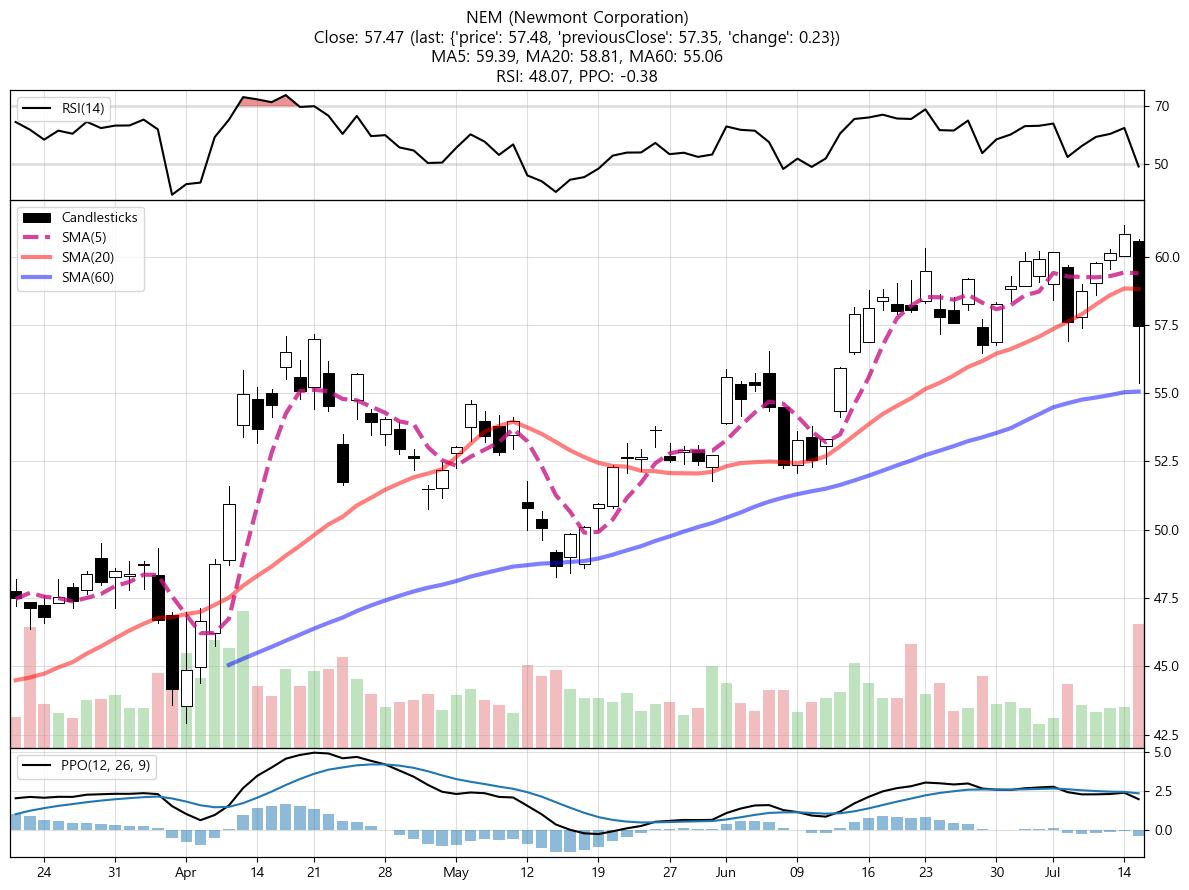 NEM (Newmont Corporation)
Close: 57.47 (last: {'price': 57.48, 'previousClose': 57.35, 'change': 0.23})
MA5: 59.39, MA20: 58.81, MA60: 55.06
RSI: 48.07, PPO: -0.38
RSI(14)
70
50
Candlesticks
SMA(5)
SMA(20)
SMA(60)
60.0
57.5
55.0
52.5
50.0
47.5
45.0
42.5
PPO(12, 26, 9)
5.0
2.5
0.0
24 31 Apr 14 21 28 May 12 19 27 Jun 09 16 23 30 Jul 14